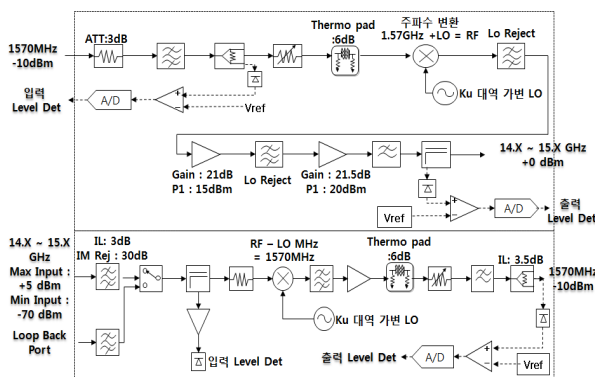 1570MHz
-10dBm
ATT:3dB
Thermo pad
:6dB
주파수 변환
1.57GHz +LO = RF
Lo Reject
입력
Level Det
A/D
+
−
Vref
Ku 대역 가변 LO
Gain : 21dB
P1 : 15dBm
Lo Reject
Gain : 21.5dB
P1 : 20dBm
14.X ~ 15.X GHz
+0 dBm
Vref
+
−
A/D
출력
Level Det
14.X ~ 15.X
GHz
Max Input :
+5 dBm
Min Input :
-70 dBm
Loop Back
Port
IL: 3dB
IM Rej : 30dB
RF – LO MHz
= 1570MHz
Thermo pad
:6dB
IL: 3.5dB
1570MHz
-10dBm
Ku 대역 가변 LO
입력 Level Det
출력 Level Det
A/D
+
−
Vref